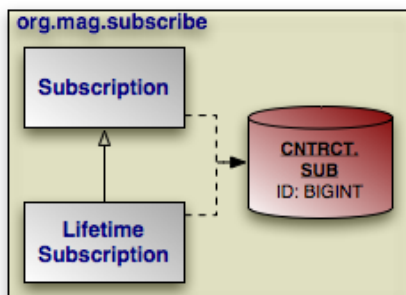 org.mag.subscribe
Subscription
CNTRCT.
SUB
ID: BIGINT
Lifetime
Subscription